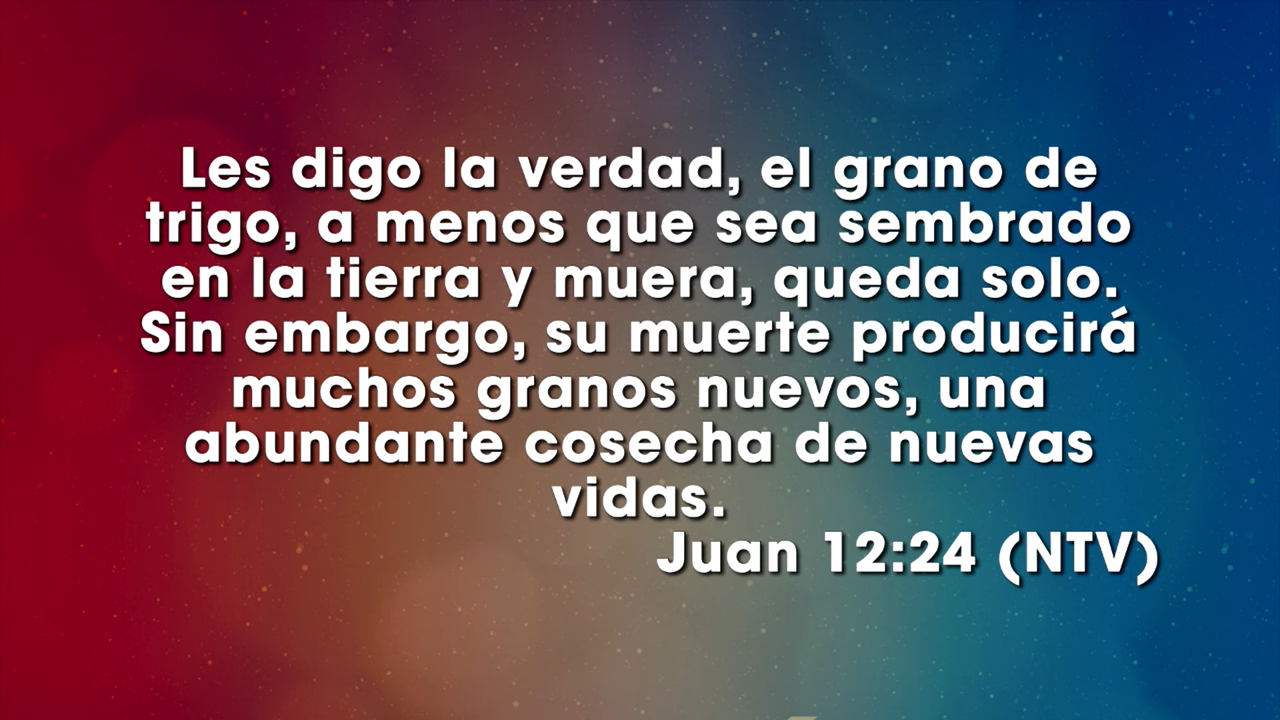 Les digo la verdad, el grano de
trigo, a menos que sea sembrado
en la tierra y muera, queda solo.
Sin embargo, su muerte producirá
muchos granos nuevos, una
abundante cosecha de nuevas
vidas.
Juan 12:24 (NTV)